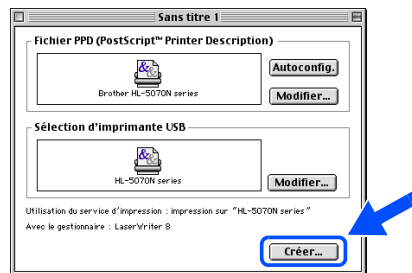 Sans titre 1
Fichier PPD (PostScript™ Printer Description)
Autoconfig.
Brother HL-5070N series
Modifier...
Sélection d'imprimante USB
HL-5070N series
Modifier...
Utilisation du service d'impression : impression sur "HL-5070N series"
Avec le gestionnaire : LaserWriter 8
Créer...